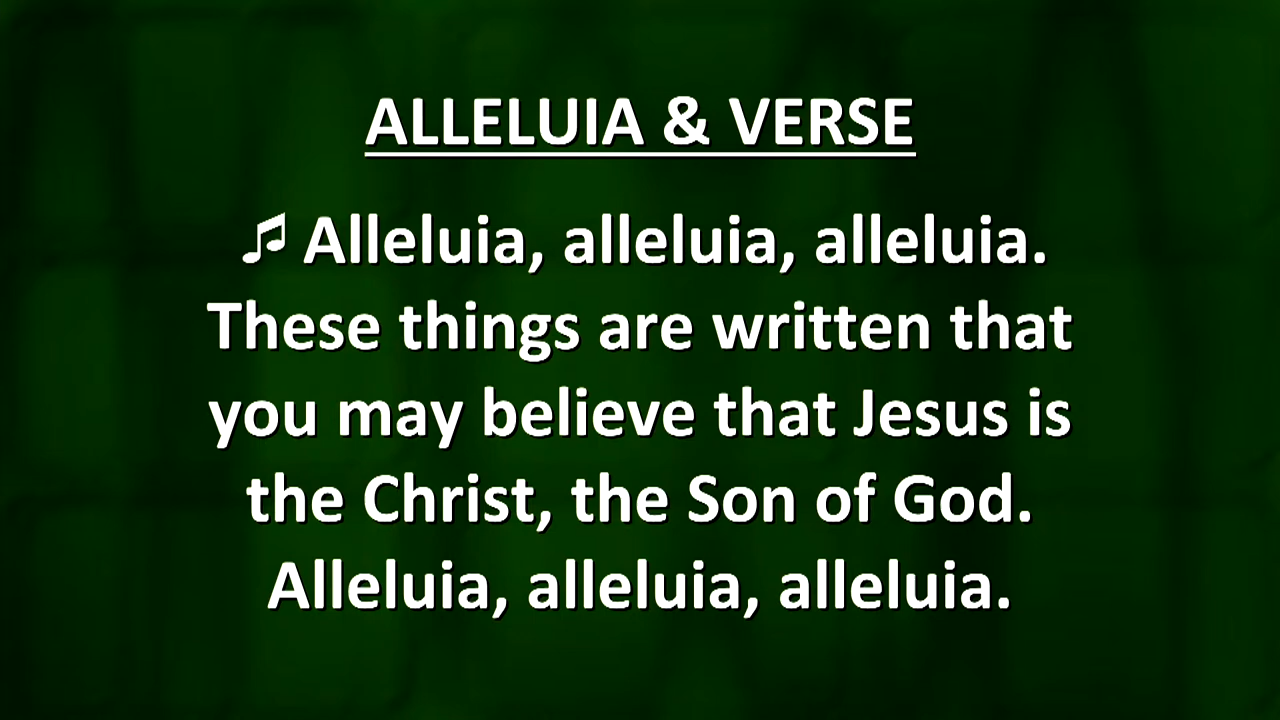 ALLELUIA & VERSE
♫ Alleluia, alleluia, alleluia.
These things are written that
you may believe that Jesus is
the Christ, the Son of God.
Alleluia, alleluia, alleluia.